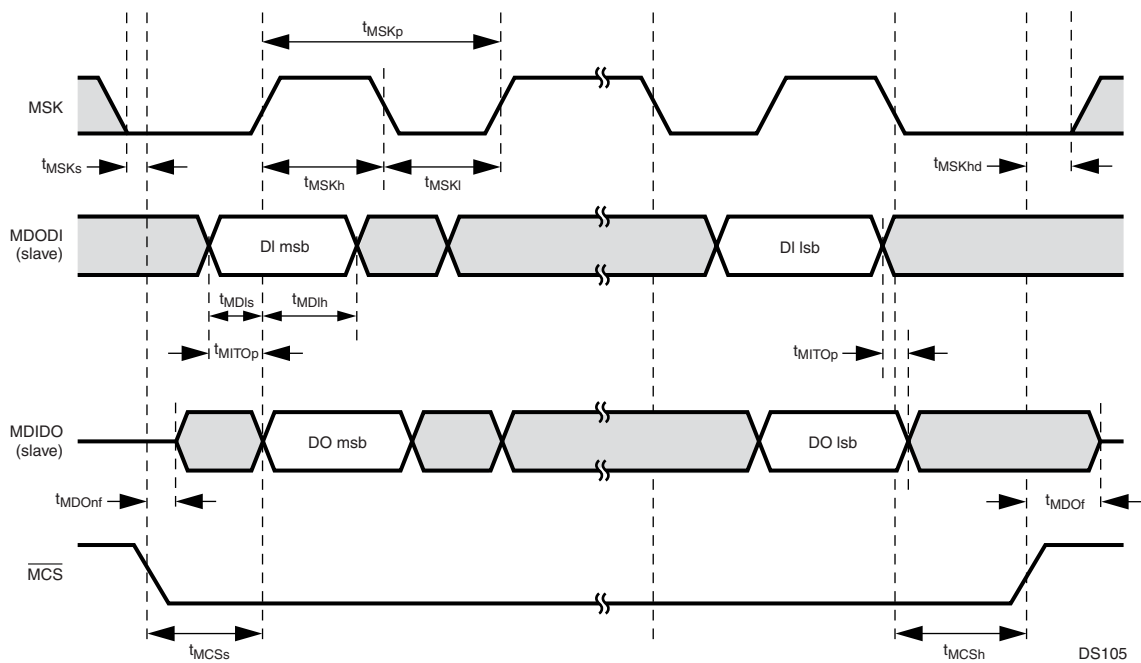 tMSKp
MSK
tMSKs
tMSKh
tMSKl
tMSKhd
MDODI
(slave)
DI msb
DI lsb
tMDIs
tMDIh
tMITOp
tMITOp
MDIDO
(slave)
DO msb
DO lsb
tMDOnf
tMDOf
MCS
tMCSs
tMCSh
DS105